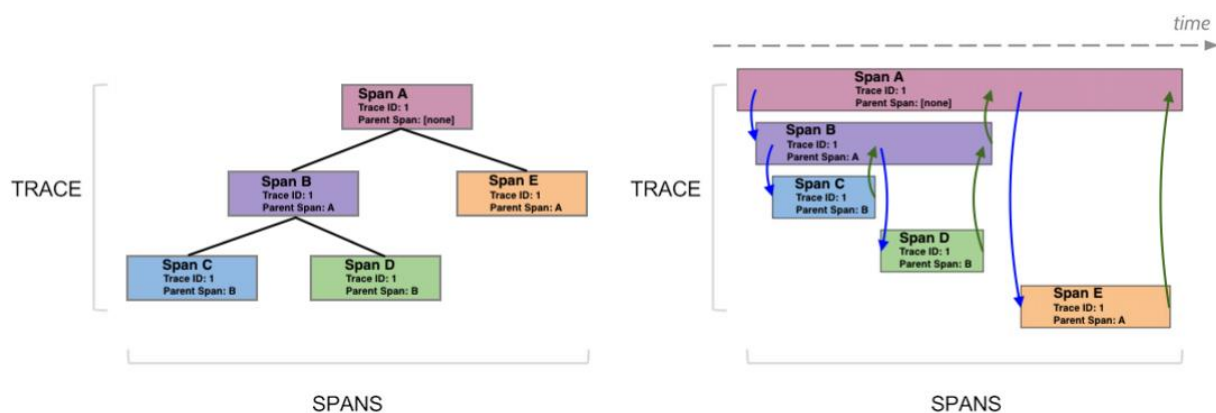 time
Span A
Trace ID: 1
Parent Span: [none]
Span B
Trace ID: 1
Parent Span: A
Span E
Trace ID: 1
Parent Span: A
TRACE
Span C
Trace ID: 1
Parent Span: B
Span D
Trace ID: 1
Parent Span: B
SPANS
Span A
Trace ID: 1
Parent Span: [none]
Span B
Trace ID: 1
Parent Span: A
TRACE
Span C
Trace ID: 1
Parent Span: B
Span D
Trace ID: 1
Parent Span: B
Span E
Trace ID: 1
Parent Span: A
SPANS